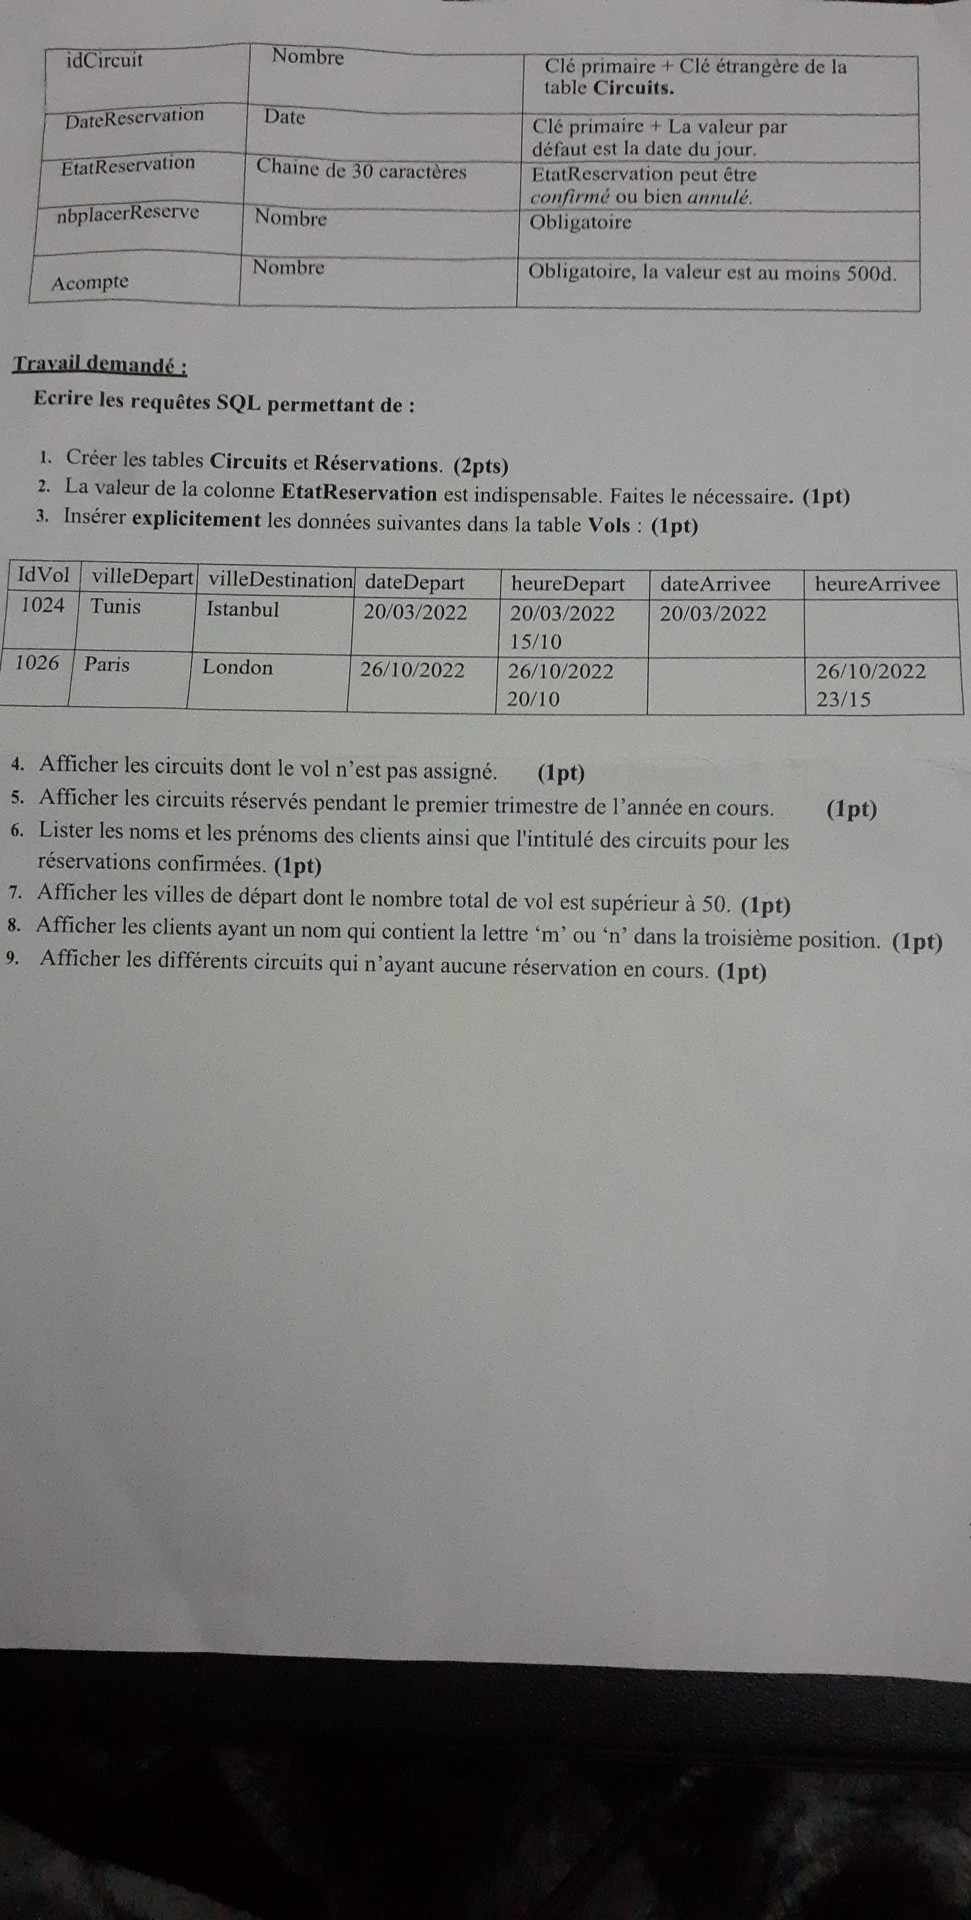 idCircuit Nombre Clé primaire + Clé étrangère de la
table Circuits.
DateReservation Date Clé primaire + La valeur par
défaut est la date du jour.
EtatReservation Chaine de 30 caractères EtatReservation peut être
confirmé ou bien annulé.
nbplacerReserve Nombre Obligatoire
Acompte Nombre Obligatoire, la valeur est au moins 500d.
Travail demandé :
Ecrire les requêtes SQL permettant de :
1. Créer les tables Circuits et Réservations. (2pts)
2. La valeur de la colonne EtatReservation est indispensable. Faites le nécessaire. (1pt)
3. Insérer explicitement les données suivantes dans la table Vols : (1pt)
IdVol villeDepart villeDestination dateDepart heureDepart dateArrivee heureArrivee
1024 Tunis Istanbul 20/03/2022 20/03/2022 20/03/2022
15/10
1026 Paris London 26/10/2022 26/10/2022 26/10/2022
20/10 23/15
4. Afficher les circuits dont le vol n'est pas assigné. (1pt)
5. Afficher les circuits réservés pendant le premier trimestre de l'année en cours. (1pt)
6. Lister les noms et les prénoms des clients ainsi que l'intitulé des circuits pour les
réservations confirmées. (1pt)
7. Afficher les villes de départ dont le nombre total de vol est supérieur à 50. (1pt)
8. Afficher les clients ayant un nom qui contient la lettre ‘m’ ou ‘n’ dans la troisième position. (1pt)
9. Afficher les différents circuits qui n'ayant aucune réservation en cours. (1pt)